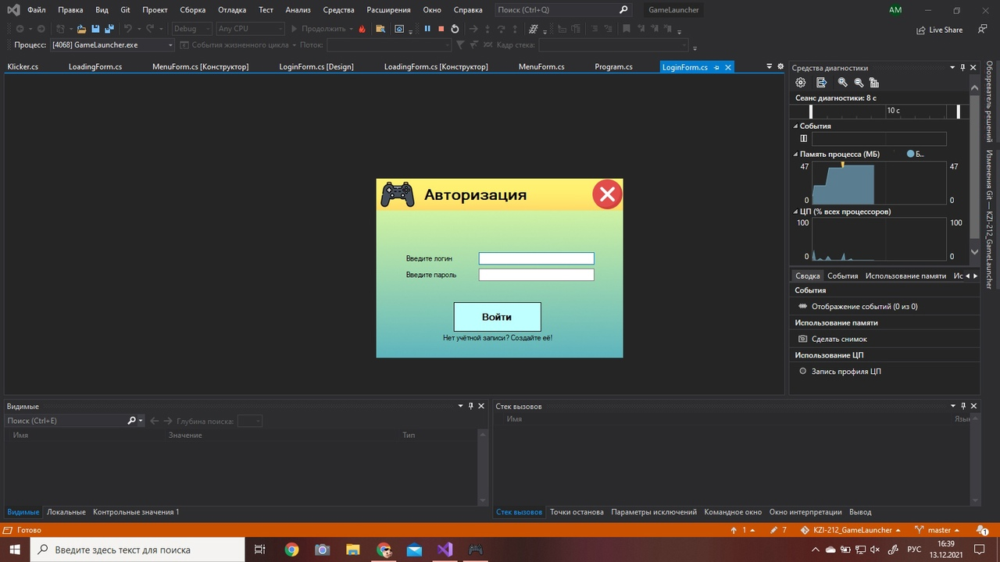 Файл Правка Вид Git Проект Сборка Отладка Тест Анализ Средства Расширения Окно Справка Поиск (Ctrl+Q) GameLauncher AM
Debug Any CPU Продолжить Live Share
Процесс: [4068] GameLauncher.exe События жизненного цикла Поток: Кадр стека:
Klicker.cs LoadingForm.cs MenuForm.cs [Конструктор] LoginForm.cs [Design] LoadingForm.cs [Конструктор] MenuForm.cs Program.cs LoginForm.cs
Средства диагностики
Сеанс диагностики: 8 с
10 с
События
Память процесса (МБ) Б..
47 47
0 0
ЦП (% всех процессоров)
100 100
0 0
Сводка События Использование памяти Ис
События
Отображение событий (0 из 0)
Использование памяти
Сделать снимок
Использование ЦП
Запись профиля ЦП
Обозреватель решений
Изменения Git — KZI-212_GameLauncher
Авторизация
Введите логин
Введите пароль
Войти
Нет учётной записи? Создайте её!
Видимые
Поиск (Ctrl+E) Глубина поиска:
Имя Значение Тип
Видимые Локальные Контрольные значения 1
Стек вызовов
Имя Язык
Стек вызовов Точки останова Параметры исключений Командное окно Окно интерпретации Вывод
Готово 1 7 KZI-212_GameLauncher master 1
Введите здесь текст для поиска РУС 16:39
13.12.2021